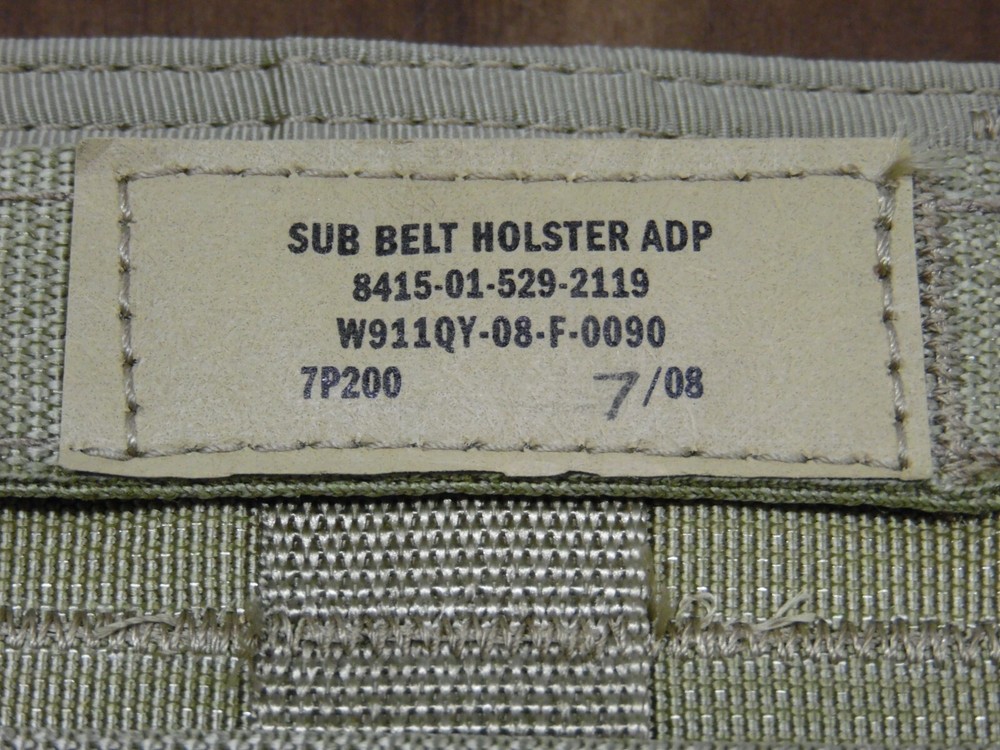 SUB BELT HOLSTER ADP
8415-01-529-2119
W911QY-08-F-0090
7P200 7/08